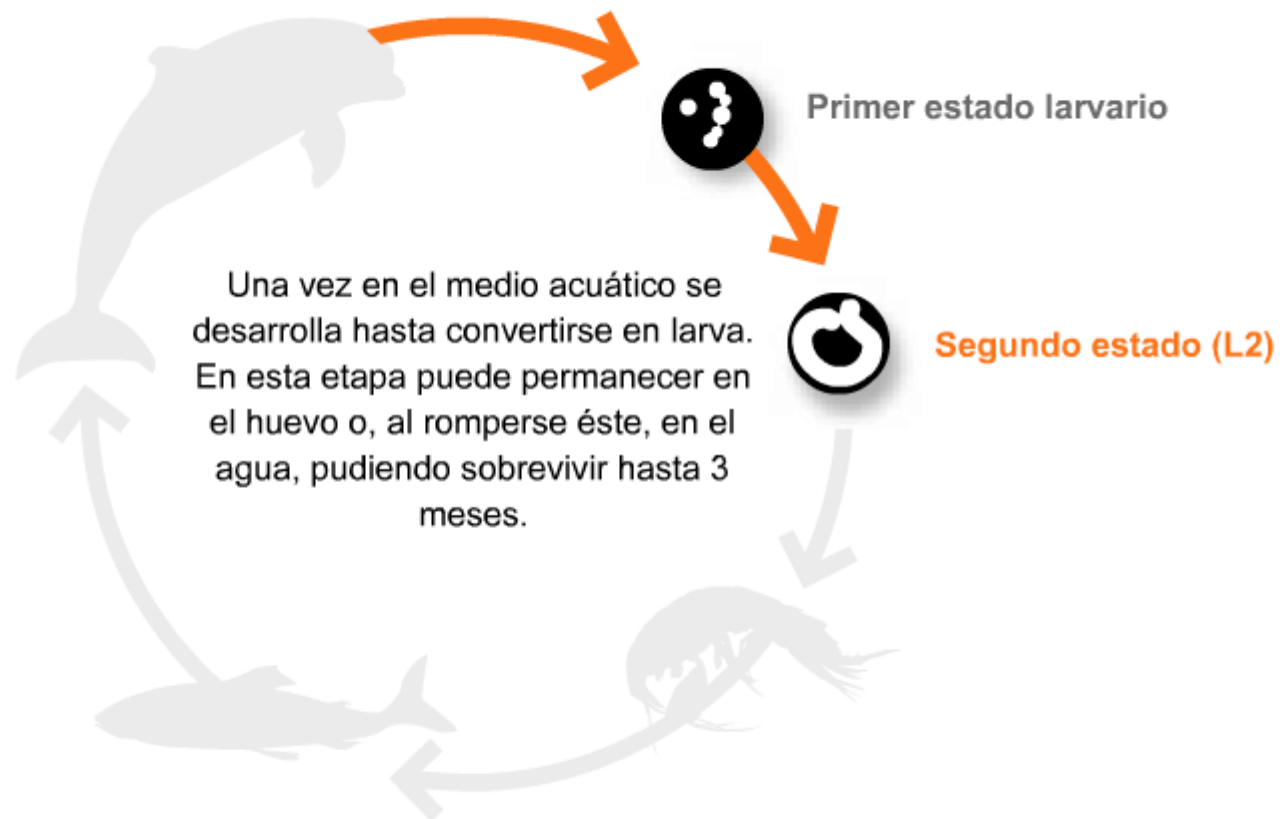 Primer estado larvario
Una vez en el medio acuático se
desarrolla hasta convertirse en larva.
En esta etapa puede permanecer en
el huevo o, al romperse éste, en el
agua, pudiendo sobrevivir hasta 3
meses.
Segundo estado (L2)